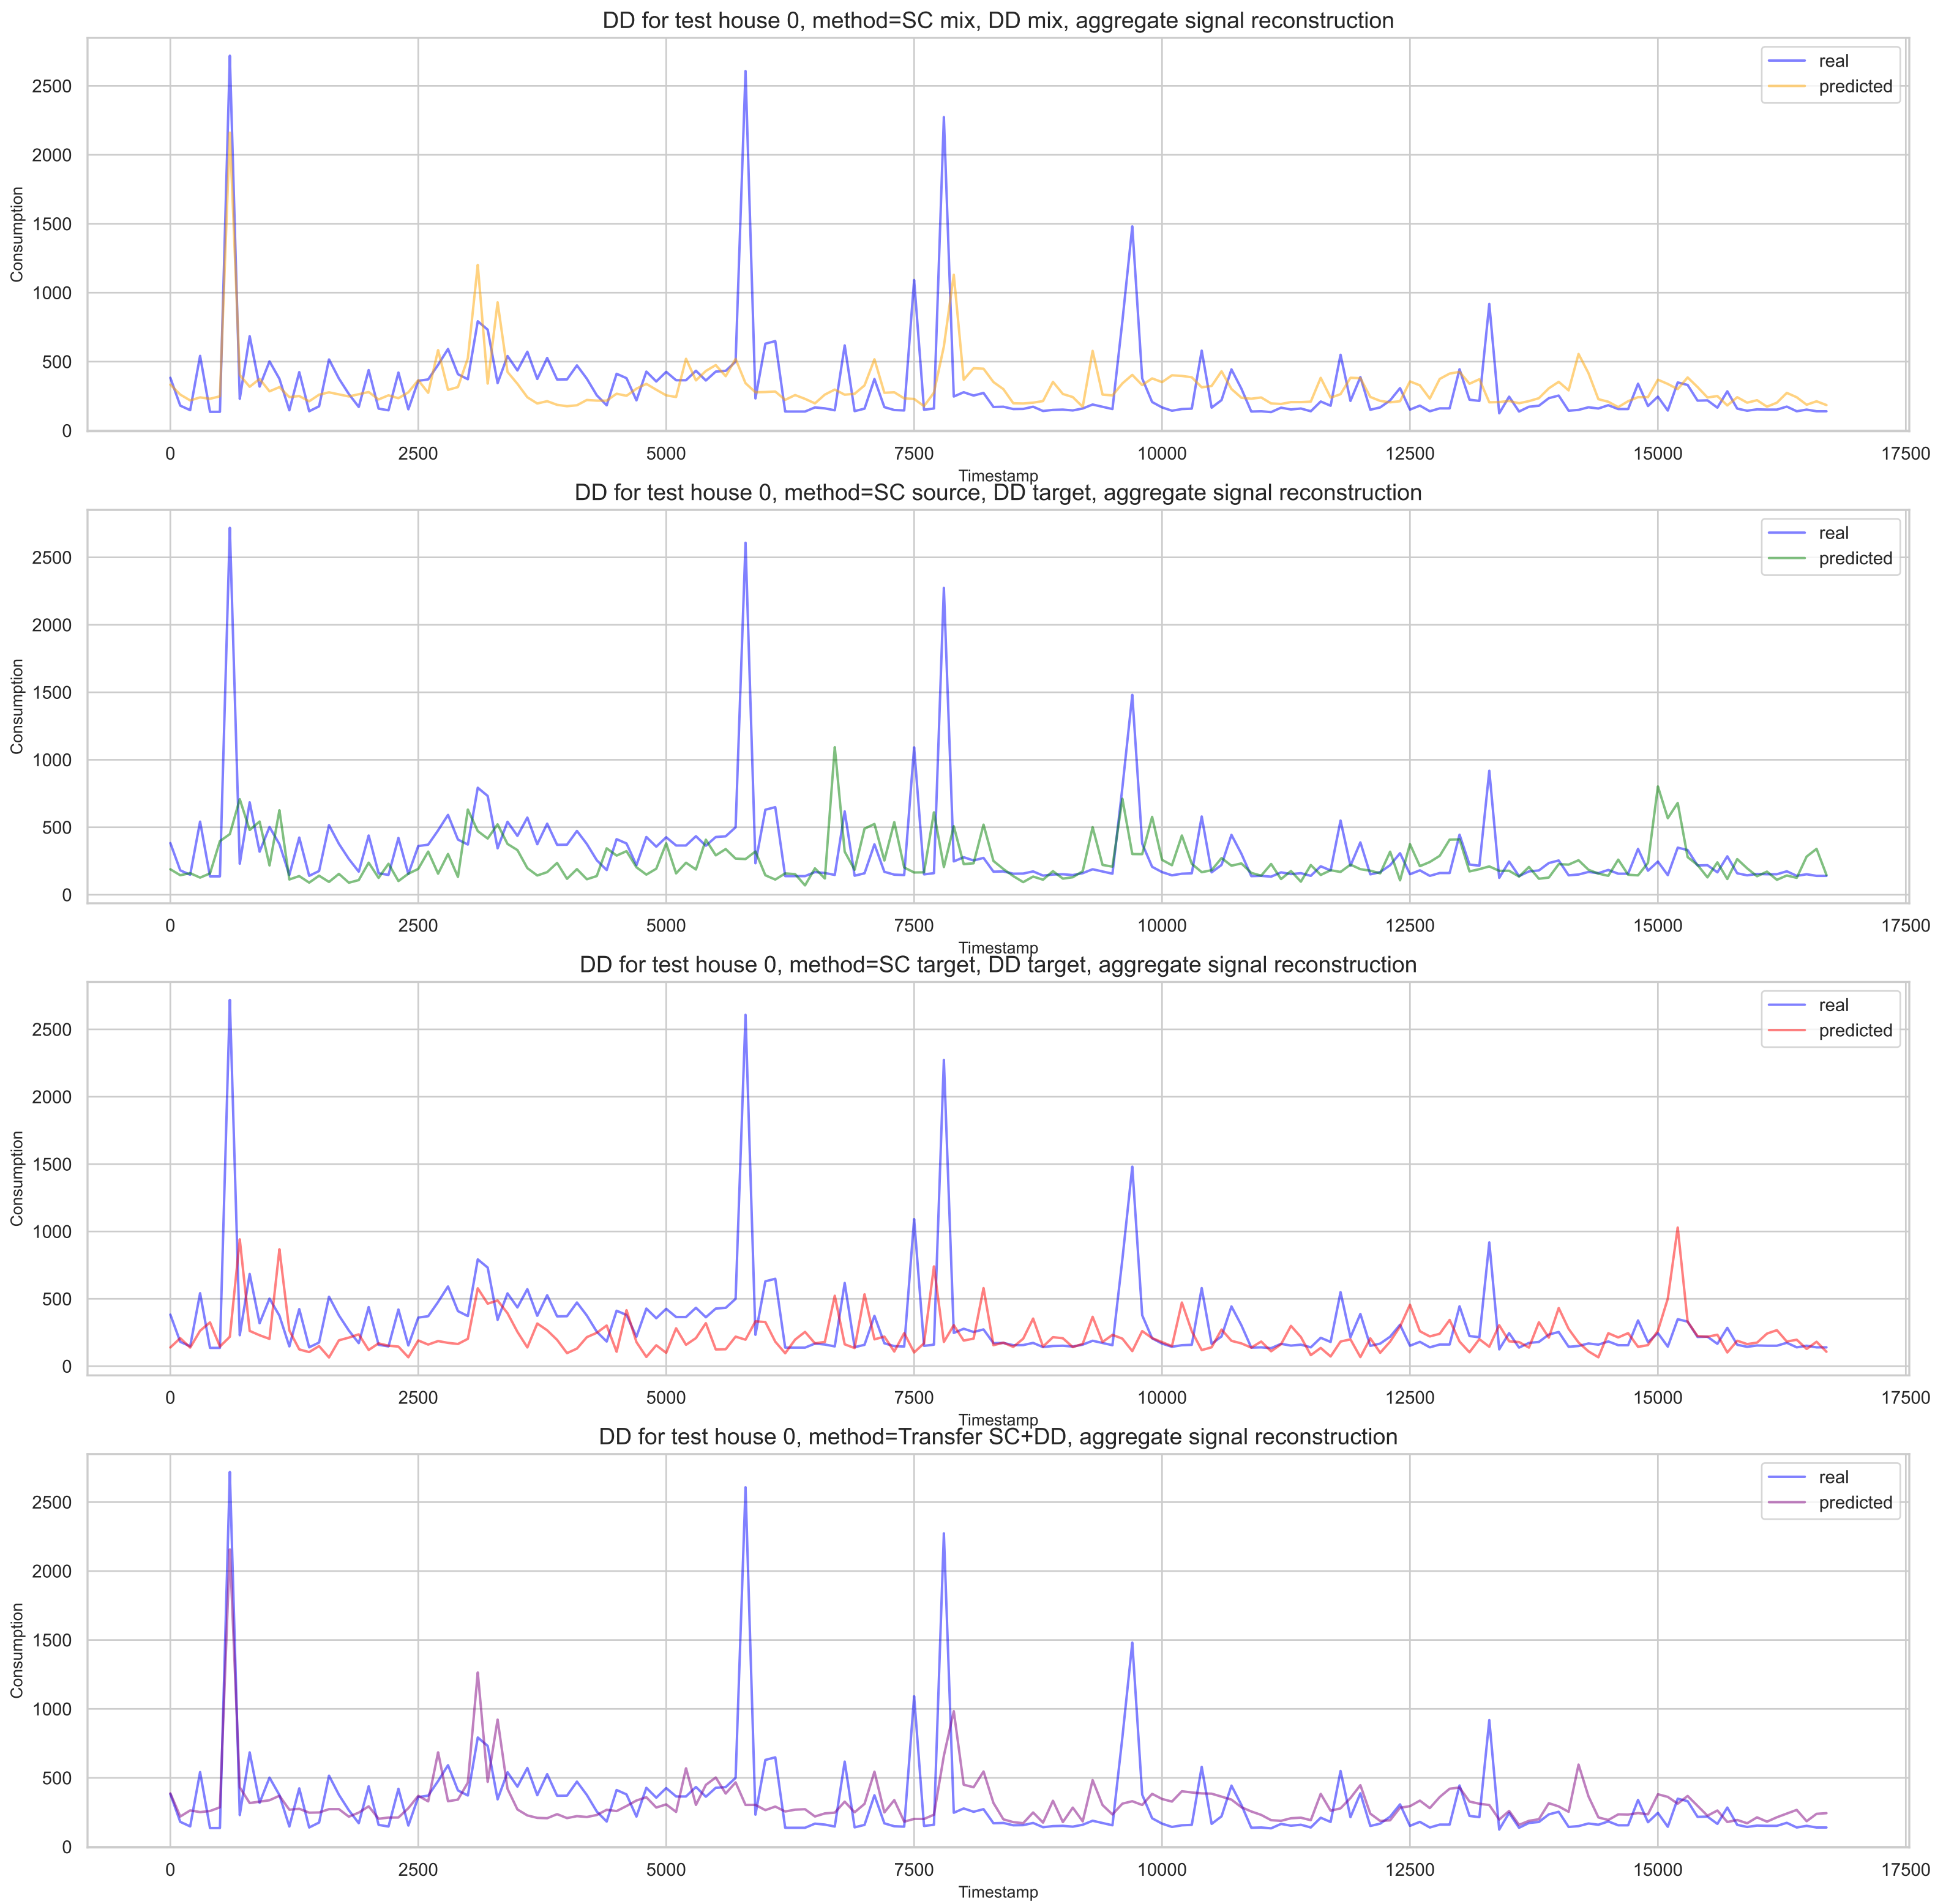 DD for test house 0, method=SC mix, DD mix, aggregate signal reconstruction
real
predicted
Consumption
2500
2000
1500
1000
500
0
0 2500 5000 7500 10000 12500 15000 17500
Timestamp
DD for test house 0, method=SC source, DD target, aggregate signal reconstruction
real
predicted
Consumption
2500
2000
1500
1000
500
0
0 2500 5000 7500 10000 12500 15000 17500
Timestamp
DD for test house 0, method=SC target, DD target, aggregate signal reconstruction
real
predicted
Consumption
2500
2000
1500
1000
500
0
0 2500 5000 7500 10000 12500 15000 17500
Timestamp
DD for test house 0, method=Transfer SC+DD, aggregate signal reconstruction
real
predicted
Consumption
2500
2000
1500
1000
500
0
0 2500 5000 7500 10000 12500 15000 17500
Timestamp